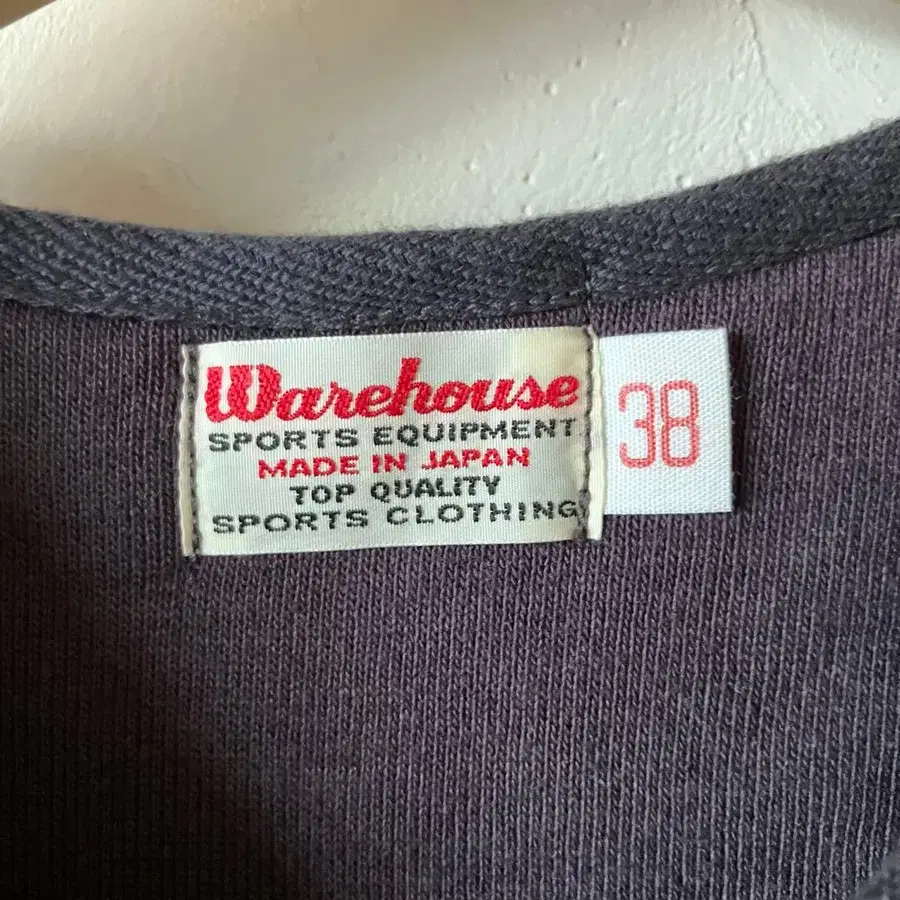 Warehouse
SPORTS EQUIPMENT
MADE IN JAPAN
TOP QUALITY
SPORTS CLOTHING
38